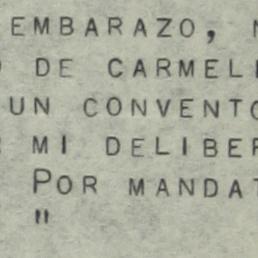 EMBARAZO,
DE CARMEL
UN CONVENTO
MI DELIBER
POR MANDAT
"